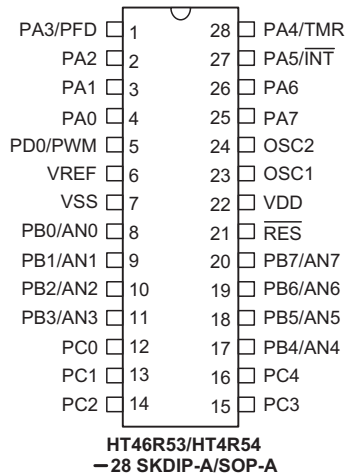 PA3/PFD 1 28 PA4/TMR
PA2 2 27 PA5/INT
PA1 3 26 PA6
PA0 4 25 PA7
PD0/PWM 5 24 OSC2
VREF 6 23 OSC1
VSS 7 22 VDD
PB0/AN0 8 21 RES
PB1/AN1 9 20 PB7/AN7
PB2/AN2 10 19 PB6/AN6
PB3/AN3 11 18 PB5/AN5
PC0 12 17 PB4/AN4
PC1 13 16 PC4
PC2 14 15 PC3
HT46R53/HT4R54
–28 SKDIP-A/SOP-A